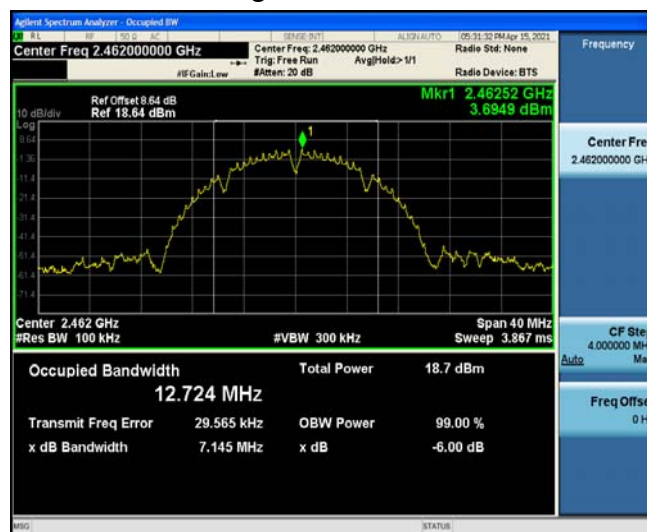 Agilent Spectrum Analyzer - Occupied BW
RL RF 50 Ω AC SENSE:INT ALIGNAUTO 05:31:32 PM Apr 15, 2021
Center Freq 2.462000000 GHz
Center Freq: 2.462000000 GHz
Radio Std: None
Trig: Free Run Avg|Hold>1/1
#IFGain:Low #Atten: 20 dB Radio Device: BTS
Ref Offset 8.64 dB
10 dB/div Ref 18.64 dBm
Mkr1 2.46252 GHz
3.6949 dBm
Log
8.64
-1.36
-11.4
-21.4
-31.4
-41.4
-51.4
-61.4
-71.4
1
Center 2.462 GHz Span 40 MHz
#Res BW 100 kHz #VBW 300 kHz Sweep 3.867 ms
Occupied Bandwidth Total Power 18.7 dBm
12.724 MHz
Transmit Freq Error 29.565 kHz OBW Power 99.00 %
x dB Bandwidth 7.145 MHz x dB -6.00 dB
Frequency
Center Fre
2.462000000 GH
CF Ste
4.000000 MH
Auto Ma
Freq Offse
0 H
MSG STATUS